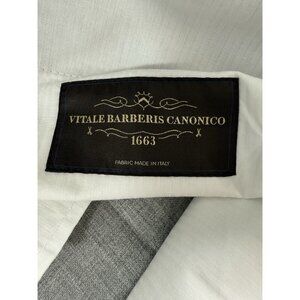 VITALE BARBERIS CANONICO
1663
FABRIC MADE IN ITALY